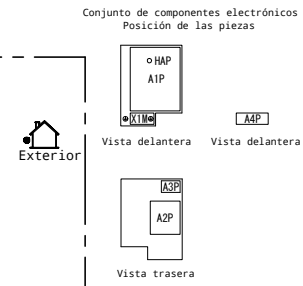 Conjunto de componentes electrónicos
Posición de las piezas
HAP
A1P
X1M
A4P
Vista delantera
Vista delantera
Exterior
A3P
A2P
Vista trasera